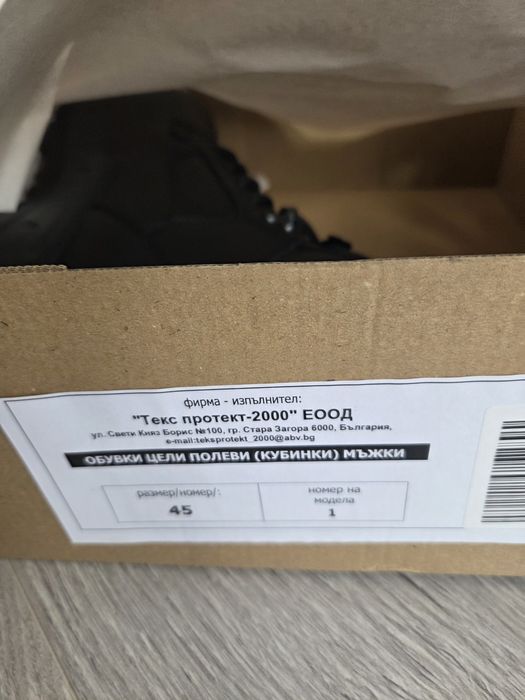 фирма - изпълнител:
"Текс протект-2000" ЕООД
ул. Свети Княз Борис №100, гр. Стара Загора 6000, България,
e-mail:teksprotekt_2000@abv.bg
ОБУВКИ ЦЕЛИ ПОЛЕВИ (КУБИНКИ) МЪЖКИ
размер/номер/:
45
номер на
модела
1